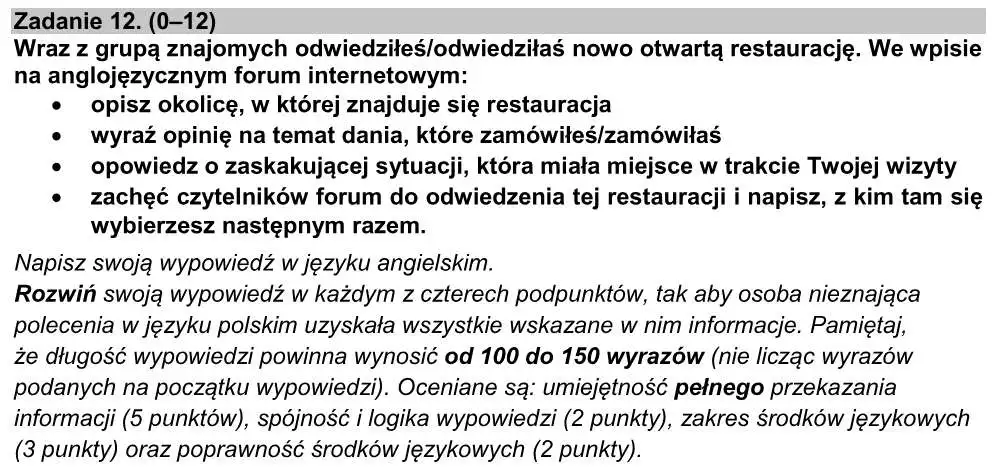 Zadanie 12. (0–12)
Wraz z grupą znajomych odwiedziłeś/odwiedziłaś nowo otwartą restaurację. We wpisie
na anglojęzycznym forum internetowym:
• opisz okolicę, w której znajduje się restauracja
• wyraź opinię na temat dania, które zamówiłeś/zamówiłaś
• opowiedz o zaskakującej sytuacji, która miała miejsce w trakcie Twojej wizyty
• zachęć czytelników forum do odwiedzenia tej restauracji i napisz, z kim tam się
wybierzesz następnym razem.
Napisz swoją wypowiedź w języku angielskim.
Rozwiń swoją wypowiedź w każdym z czterech podpunktów, tak aby osoba nieznająca
polecenia w języku polskim uzyskała wszystkie wskazane w nim informacje. Pamiętaj,
że długość wypowiedzi powinna wynosić od 100 do 150 wyrazów (nie licząc wyrazów
podanych na początku wypowiedzi). Oceniane są: umiejętność pełnego przekazania
informacji (5 punktów), spójność i logika wypowiedzi (2 punkty), zakres środków językowych
(3 punkty) oraz poprawność środków językowych (2 punkty).